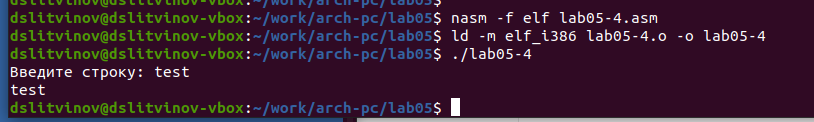 dslitvinov@dslitvinov-vbox:~/work/arch-pc/lab05$
dslitvinov@dslitvinov-vbox:~/work/arch-pc/lab05$ nasm -f elf lab05-4.asm
dslitvinov@dslitvinov-vbox:~/work/arch-pc/lab05$ ld -m elf_i386 lab05-4.o -o lab05-4
dslitvinov@dslitvinov-vbox:~/work/arch-pc/lab05$ ./lab05-4
Введите строку: test
test
dslitvinov@dslitvinov-vbox:~/work/arch-pc/lab05$